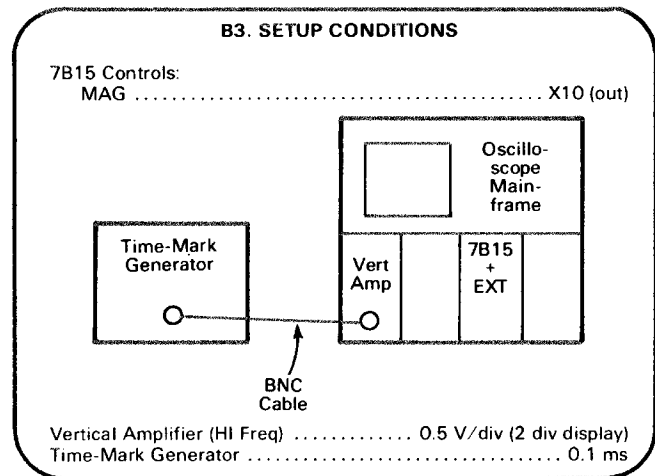 B3. SETUP CONDITIONS
7B15 Controls:
MAG ........................................... X10 (out)
Oscillo-
scope
Main-
frame
Time-Mark
Generator
Vert
Amp
7B15
+
EXT
BNC
Cable
Vertical Amplifier (HI Freq) ............. 0.5 V/div (2 div display)
Time-Mark Generator .................................. 0.1 ms